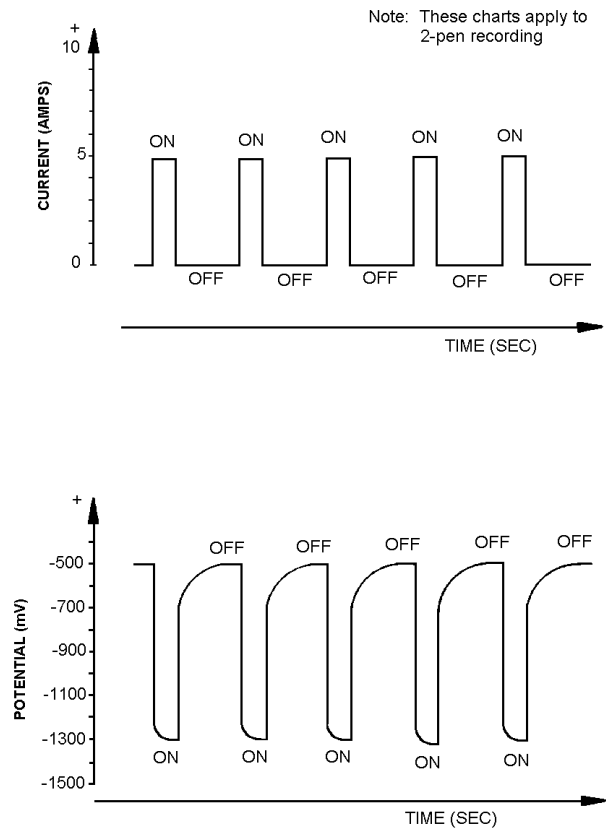 Note: These charts apply to
2-pen recording
+
10
CURRENT (AMPS)
ON ON ON ON ON
5
0
OFF OFF OFF OFF OFF
TIME (SEC)
+
OFF OFF OFF OFF OFF
-500
-700
-900
-1100
-1300
-1500
POTENTIAL (mV)
ON ON ON ON ON
TIME (SEC)